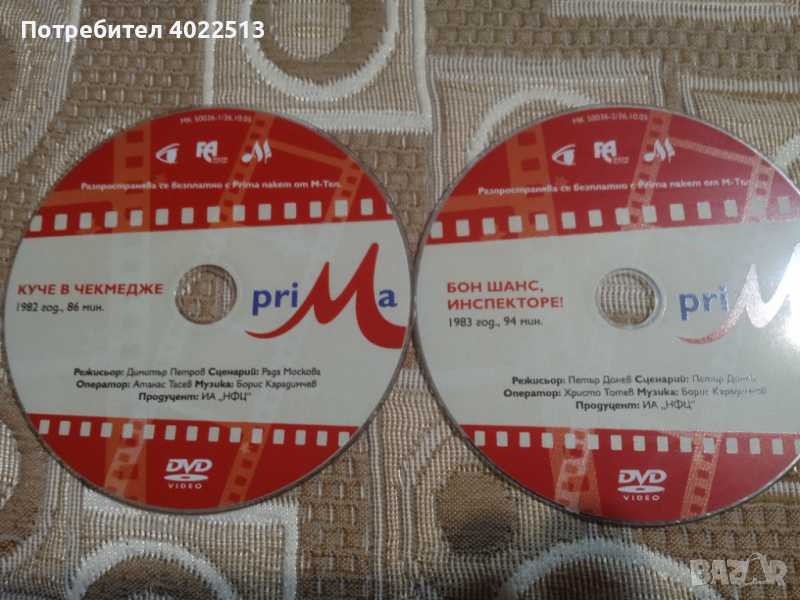 Потребител 4022513
МК 50036-1/26.10.05
Разпространява се безплатно с Prima пакет от М-Тел.
КУЧЕ В ЧЕКМЕДЖЕ
1982 год., 86 мин.
priMa
Режисьор: Димитър Петров Сценарий: Рада Москова
Оператор: Атанас Тасев Музика: Борис Карадимчев
Продуцент: ИА „НФЦ"
DVD
VIDEO
МК 50036-2/26.10.05
Разпространява се безплатно с Prima пакет от М-Тел.
БОН ШАНС,
ИНСПЕКТОРЕ!
1983 год., 94 мин.
priM
Режисьор: Петър Донев Сценарий: Петър Донев
Оператор: Христо Тотев Музика: Борис Карадимчев
Продуцент: ИА „НФЦ"
DVD
VIDEO
BAZAR